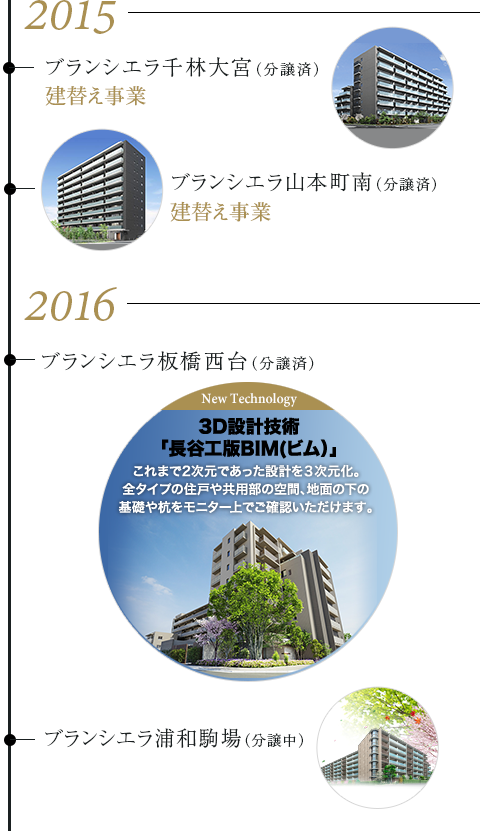 2015
ブランシエラ千林大宮(分譲済)
建替え事業
ブランシエラ山本町南(分譲済)
建替え事業
2016
ブランシエラ板橋西台(分譲済)
New Technology
3D設計技術
「長谷工版BIM(ビム)」
これまで2次元であった設計を3次元化。
全タイプの住戸や共用部の空間、地面の下の
基礎や杭をモニター上でご確認いただけます。
ブランシエラ浦和駒場(分譲中)